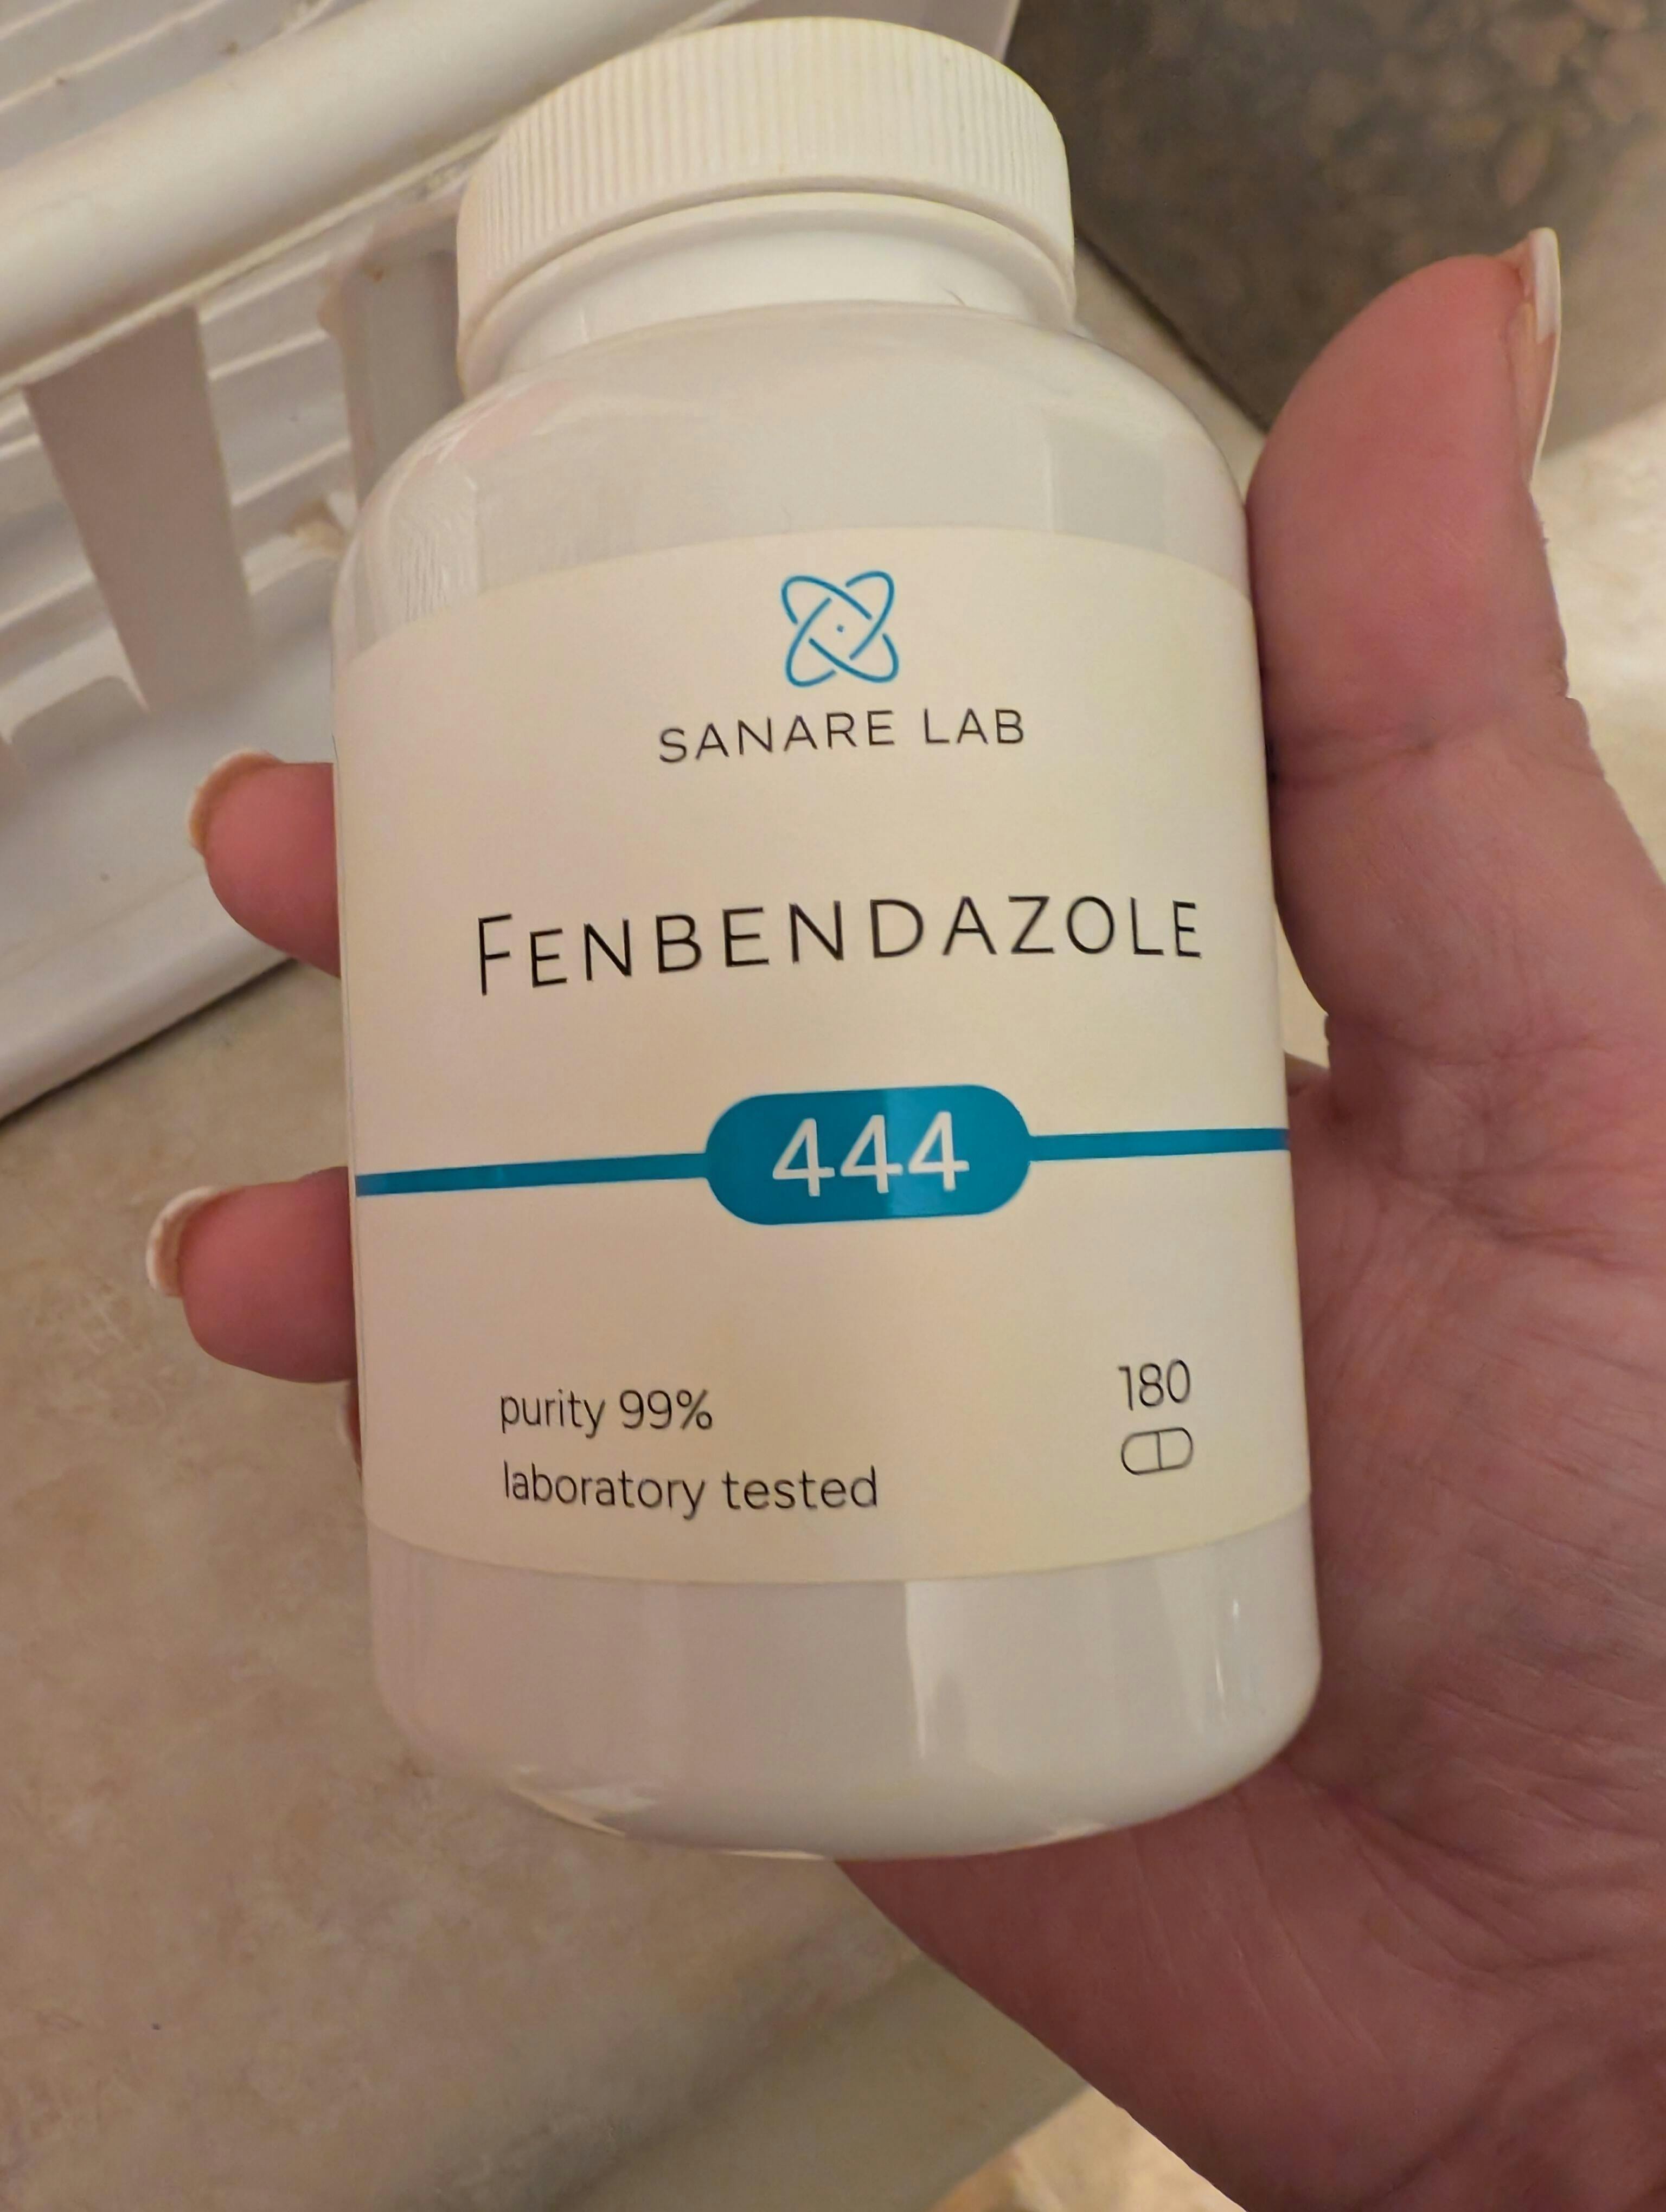 SANARE LAB
FENBENDAZOLE
444
purity 99%
laboratory tested
180